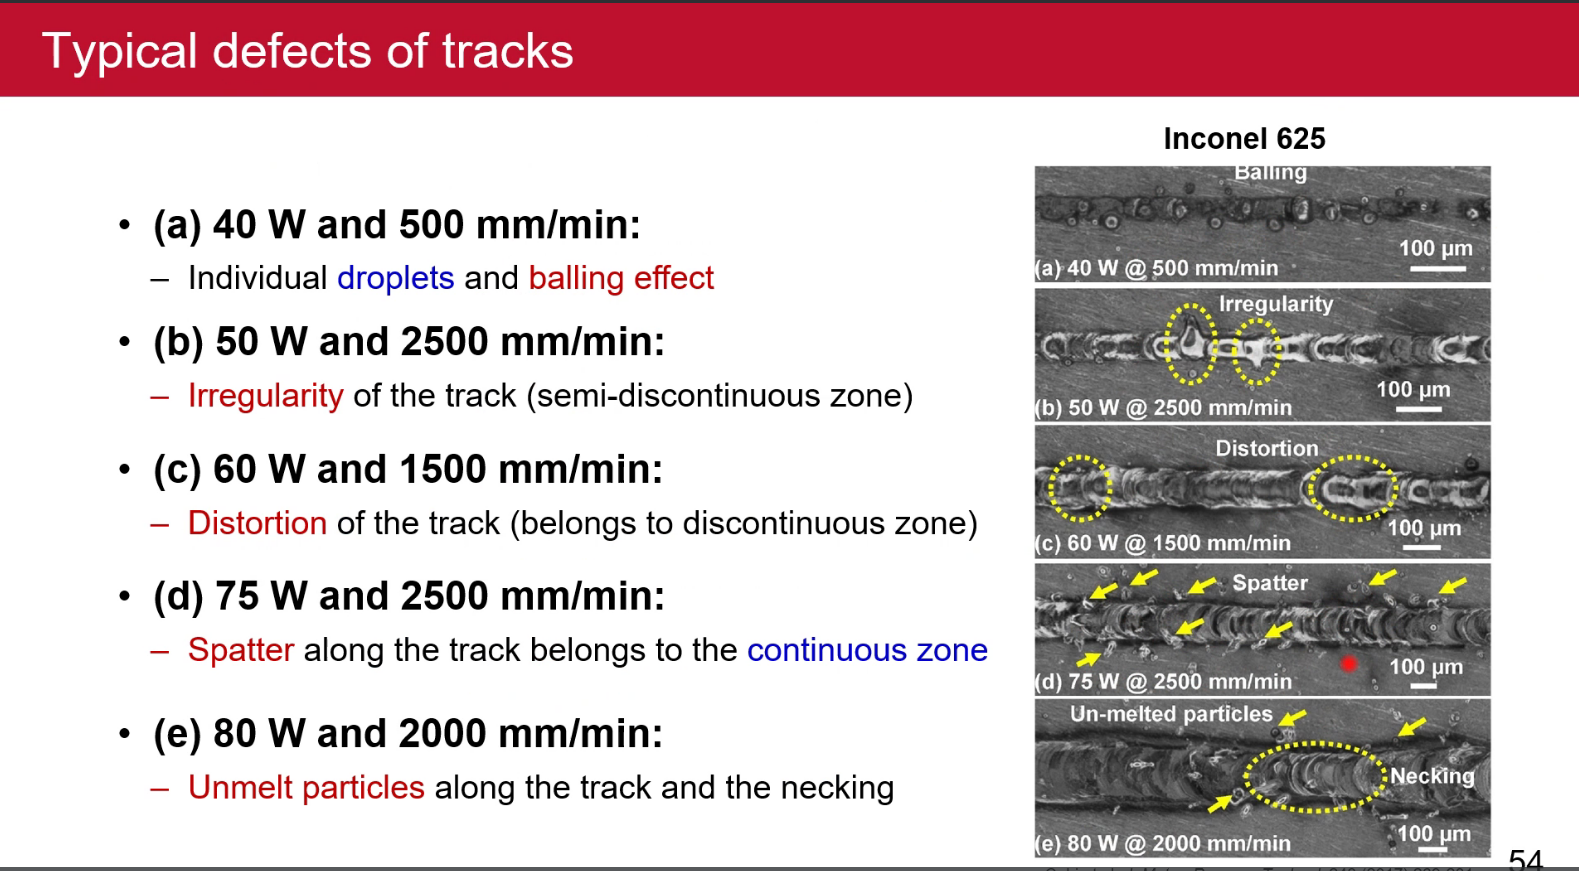 Typical defects of tracks
• (a) 40 W and 500 mm/min:
– Individual droplets and balling effect
• (b) 50 W and 2500 mm/min:
– Irregularity of the track (semi-discontinuous zone)
• (c) 60 W and 1500 mm/min:
– Distortion of the track (belongs to discontinuous zone)
• (d) 75 W and 2500 mm/min:
– Spatter along the track belongs to the continuous zone
• (e) 80 W and 2000 mm/min:
– Unmelt particles along the track and the necking
Inconel 625
Balling
100 µm
(a) 40 W @ 500 mm/min
Irregularity
100 µm
(b) 50 W @ 2500 mm/min
Distortion
100 µm
(c) 60 W @ 1500 mm/min
Spatter
100 µm
(d) 75 W @ 2500 mm/min
Un-melted particles
Necking
100 µm
(e) 80 W @ 2000 mm/min
54